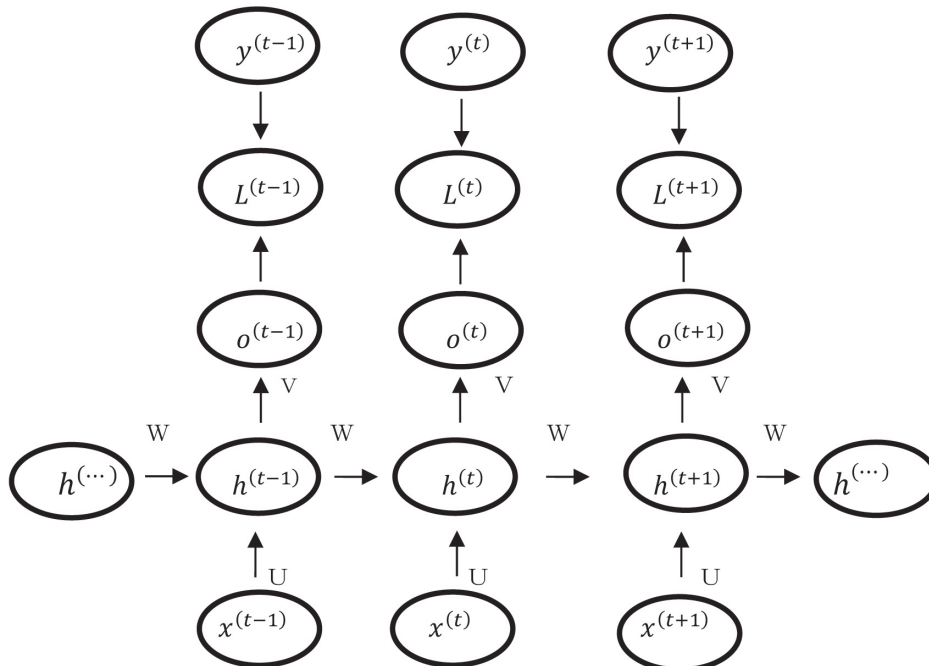 y^(t−1) y^(t) y^(t+1)
L^(t−1) L^(t) L^(t+1)
o^(t−1) o^(t) o^(t+1)
V V V
W W W W
h^(⋯) h^(t−1) h^(t) h^(t+1) h^(⋯)
U U U
x^(t−1) x^(t) x^(t+1)